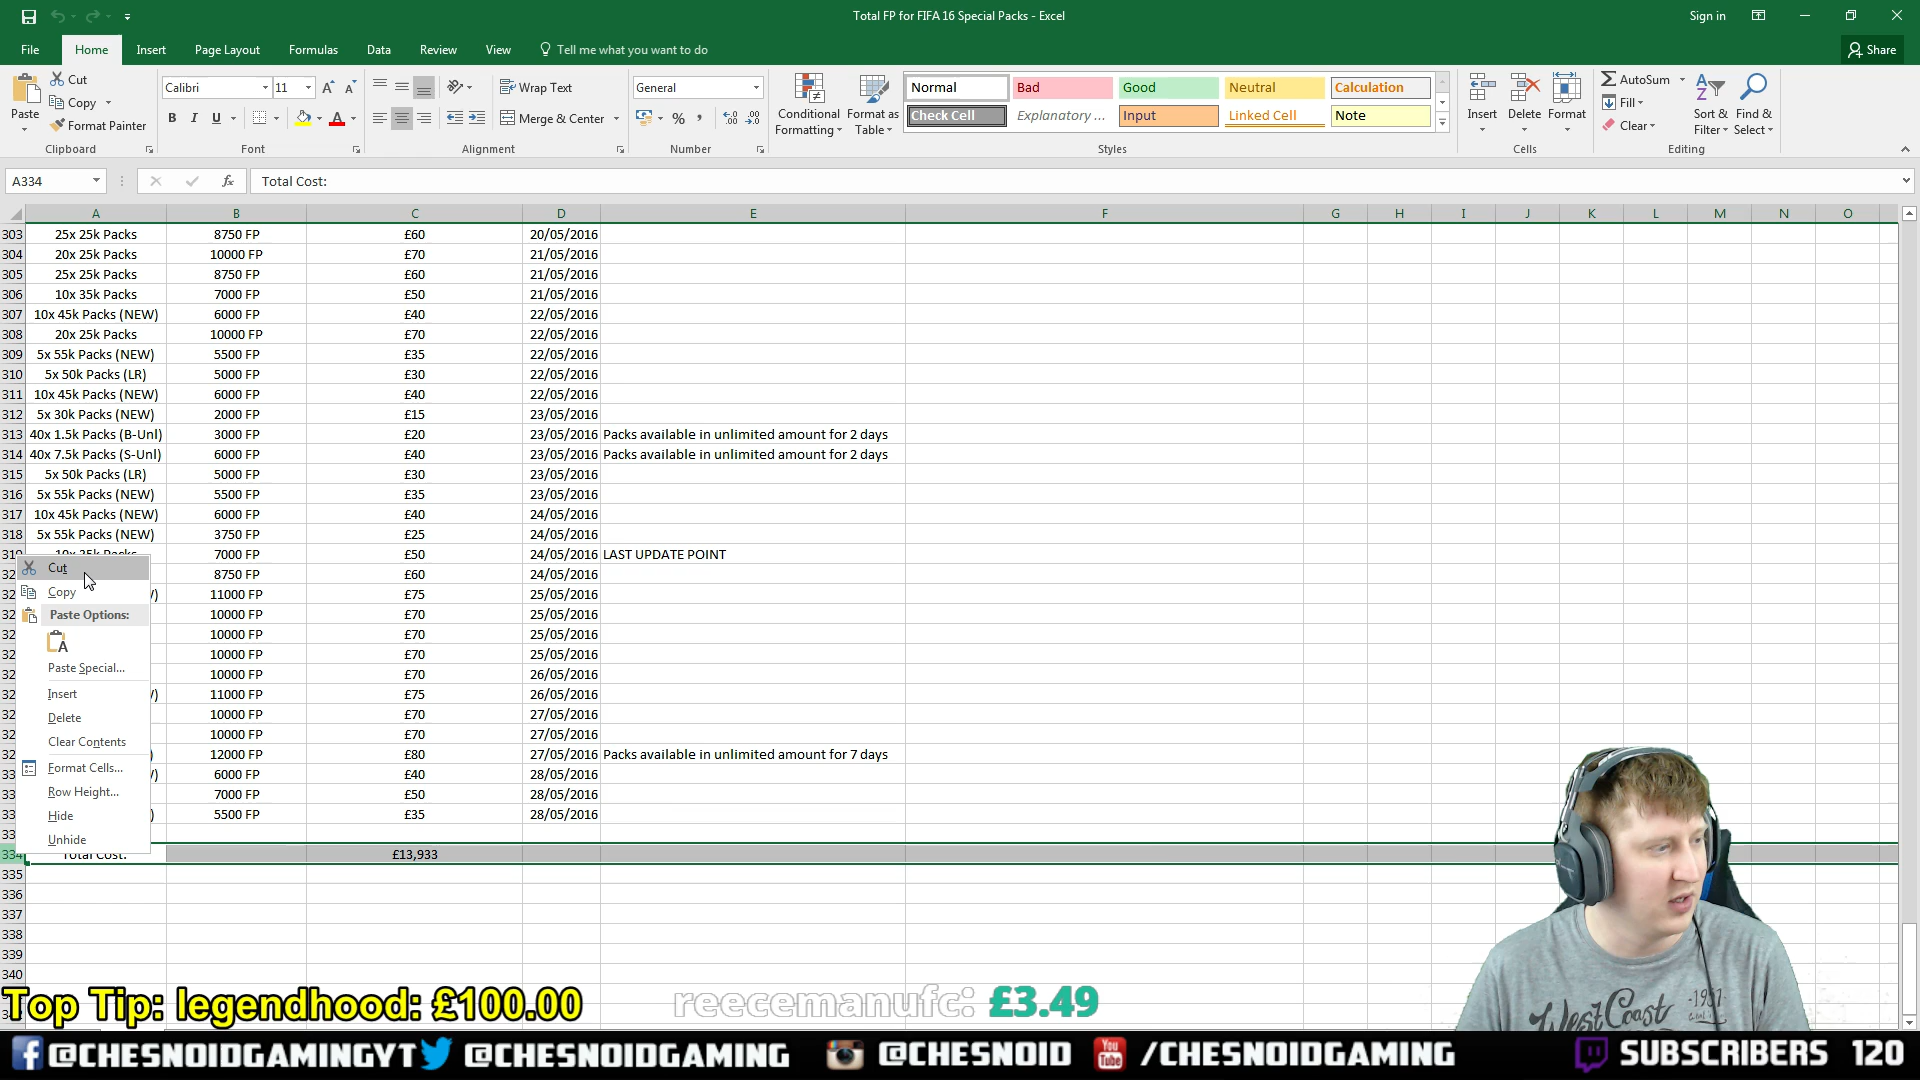 Total FP for FIFA 16 Special Packs - Excel
Sign in
File Home Insert Page Layout Formulas Data Review View Tell me what you want to do Share
Paste Cut Copy Format Painter
Calibri 11
B I U
Wrap Text
Merge & Center
General
Conditional Formatting
Format as Table
Normal Bad Good Neutral Calculation
Check Cell Explanatory ... Input Linked Cell Note
Insert Delete Format
AutoSum Fill Clear
Sort & Filter
Find & Select
Clipboard Font Alignment Number Styles Cells Editing
A334 fx Total Cost:
A B C D E F G H I J K L M N O
303 25x 25k Packs 8750 FP £60 20/05/2016
304 20x 25k Packs 10000 FP £70 21/05/2016
305 25x 25k Packs 8750 FP £60 21/05/2016
306 10x 35k Packs 7000 FP £50 21/05/2016
307 10x 45k Packs (NEW) 6000 FP £40 22/05/2016
308 20x 25k Packs 10000 FP £70 22/05/2016
309 5x 55k Packs (NEW) 5500 FP £35 22/05/2016
310 5x 50k Packs (LR) 5000 FP £30 22/05/2016
311 10x 45k Packs (NEW) 6000 FP £40 22/05/2016
312 5x 30k Packs (NEW) 2000 FP £15 23/05/2016
313 40x 1.5k Packs (B-Unl) 3000 FP £20 23/05/2016 Packs available in unlimited amount for 2 days
314 40x 7.5k Packs (S-Unl) 6000 FP £40 23/05/2016 Packs available in unlimited amount for 2 days
315 5x 50k Packs (LR) 5000 FP £30 23/05/2016
316 5x 55k Packs (NEW) 5500 FP £35 23/05/2016
317 10x 45k Packs (NEW) 6000 FP £40 24/05/2016
318 5x 55k Packs (NEW) 3750 FP £25 24/05/2016
319 10x 35k Packs 7000 FP £50 24/05/2016 LAST UPDATE POINT
8750 FP £60 24/05/2016
11000 FP £75 25/05/2016
10000 FP £70 25/05/2016
10000 FP £70 25/05/2016
10000 FP £70 25/05/2016
10000 FP £70 26/05/2016
11000 FP £75 26/05/2016
10000 FP £70 27/05/2016
10000 FP £70 27/05/2016
12000 FP £80 27/05/2016 Packs available in unlimited amount for 7 days
6000 FP £40 28/05/2016
7000 FP £50 28/05/2016
5500 FP £35 28/05/2016
334 Total Cost: £13,933
335
336
337
338
339
340
Cut
Copy
Paste Options:
Paste Special...
Insert
Delete
Clear Contents
Format Cells...
Row Height...
Hide
Unhide
WestCoast
-1957-
Top Tip: legendhood: £100.00 reecemanufc: £3.49
@CHESNOIDGAMINGYT @CHESNOIDGAMING @CHESNOID You Tube /CHESNOIDGAMING SUBSCRIBERS 120